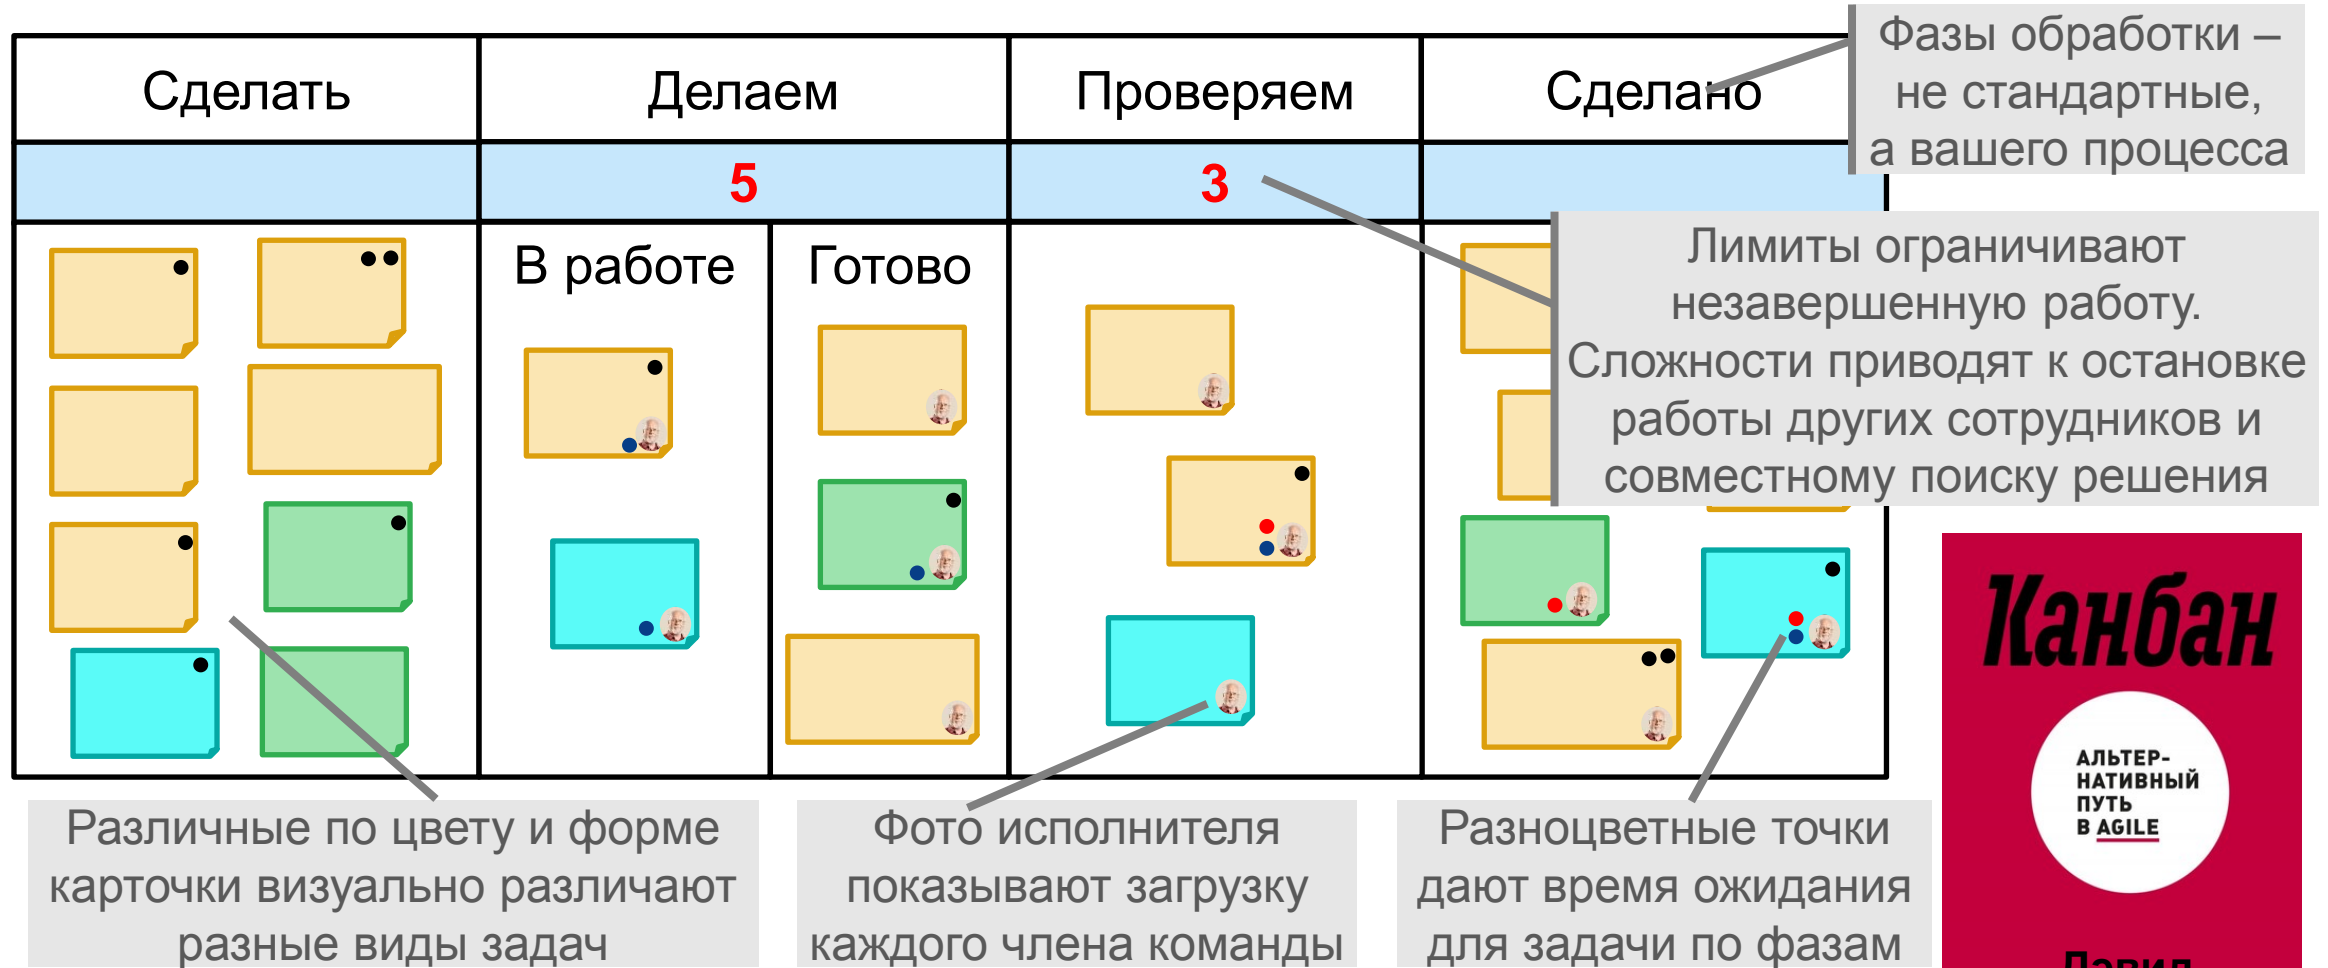 Сделать
Делаем
Проверяем
Сделано
5
3
В работе
Готово
Фазы обработки –
не стандартные,
а вашего процесса
Лимиты ограничивают
незавершенную работу.
Сложности приводят к остановке
работы других сотрудников и
совместному поиску решения
Различные по цвету и форме
карточки визуально различают
разные виды задач
Фото исполнителя
показывают загрузку
каждого члена команды
Разноцветные точки
дают время ожидания
для задачи по фазам
Канбан
АЛЬТЕР-
НАТИВНЫЙ
ПУТЬ
В AGILE
Дэвид